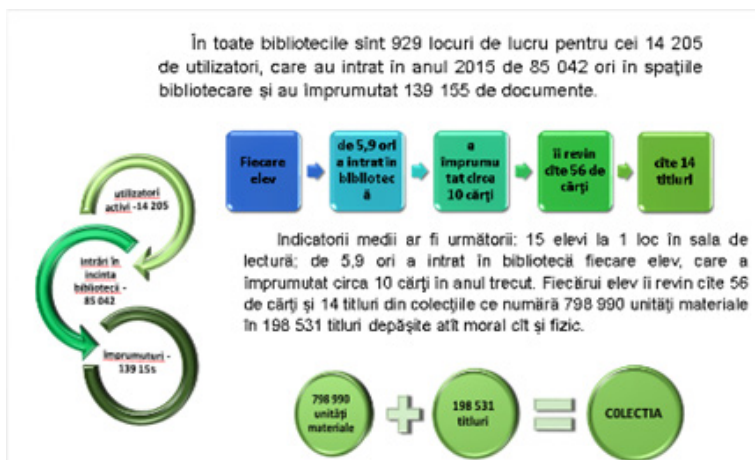 În toate bibliotecile sînt 929 locuri de lucru pentru cei 14 205
de utilizatori, care au intrat în anul 2015 de 85 042 ori în spațiile
bibliotecare și au împrumutat 139 155 de documente.
Fiecare
elev
de 5,9 ori
a intrat în
bibliotec
ă
a
împrumu
tat circa
10 cărți
îi revin
cîte 56 de
cărți
cîte 14
titluri
utilizatori
activi -14 205
intrări în
incinta
bibliotecă -
85 042
împrumuturi -
139 15s
Indicatorii medii ar fi următorii: 15 elevi la 1 loc în sala de
lectură; de 5,9 ori a intrat în bibliotecă fiecare elev, care a
împrumutat circa 10 cărți în anul trecut. Fiecărui elev îi revin cîte 56
de cărți și 14 titluri din colecțiile ce numără 798 990 unități materiale
în 198 531 titluri depășite atît moral cît și fizic.
798 990
unități
materiale
198 531
titluri
COLECTIA